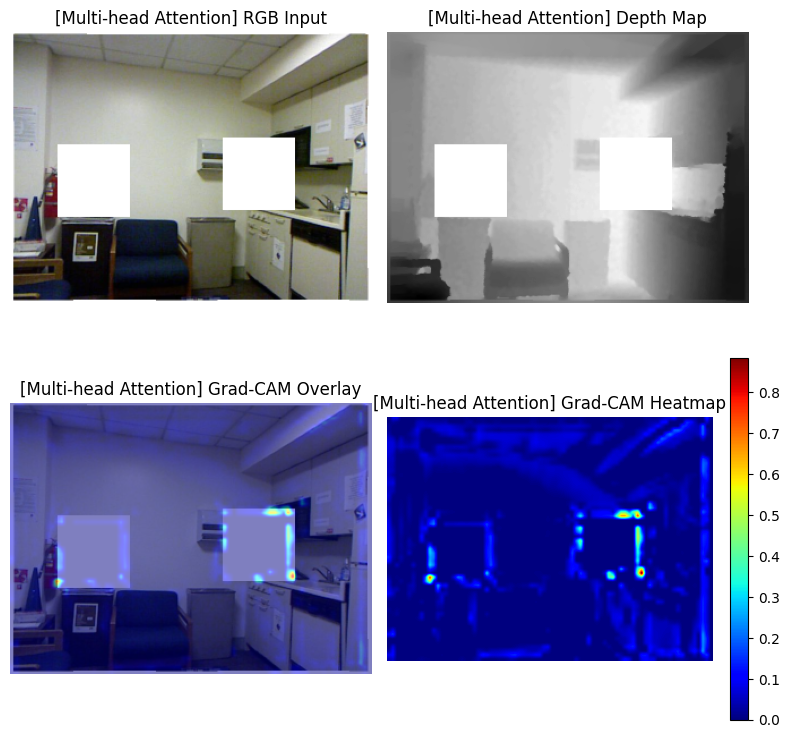 [Multi-head Attention] RGB Input
[Multi-head Attention] Depth Map
[Multi-head Attention] Grad-CAM Overlay
[Multi-head Attention] Grad-CAM Heatmap
0.8
0.7
0.6
0.5
0.4
0.3
0.2
0.1
0.0